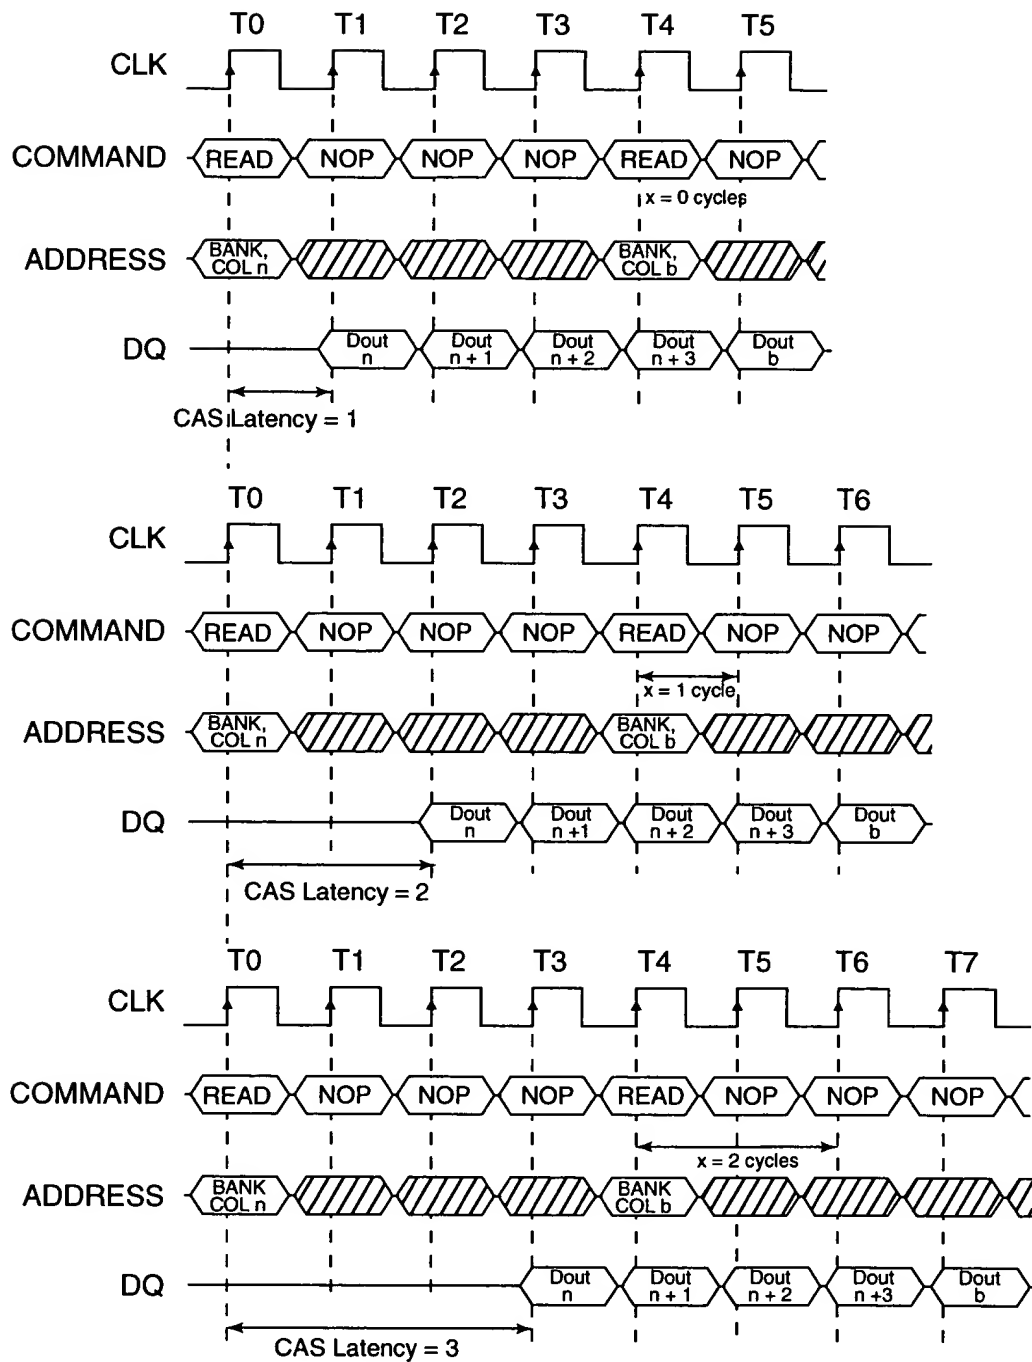 T0 T1 T2 T3 T4 T5
CLK
COMMAND READ NOP NOP NOP READ NOP
x = 0 cycles
ADDRESS BANK, COL n BANK, COL b
DQ Dout n Dout n + 1 Dout n + 2 Dout n + 3 Dout b
CAS Latency = 1
T0 T1 T2 T3 T4 T5 T6
CLK
COMMAND READ NOP NOP NOP READ NOP NOP
x = 1 cycle
ADDRESS BANK, COL n BANK, COL b
DQ Dout n Dout n +1 Dout n + 2 Dout n + 3 Dout b
CAS Latency = 2
T0 T1 T2 T3 T4 T5 T6 T7
CLK
COMMAND READ NOP NOP NOP READ NOP NOP NOP
x = 2 cycles
ADDRESS BANK COL n BANK COL b
DQ Dout n Dout n + 1 Dout n + 2 Dout n +3 Dout b
CAS Latency = 3